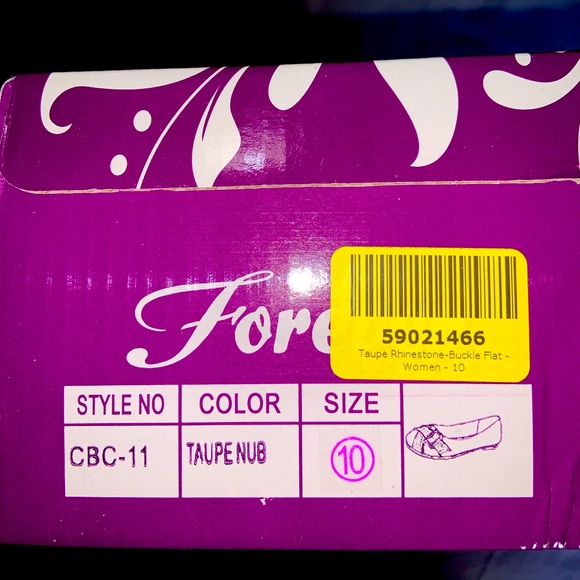 Fore
59021466
Taupe Rhinestone-Buckle Flat -
Women - 10
STYLE NO COLOR SIZE
CBC-11 TAUPE NUB 10